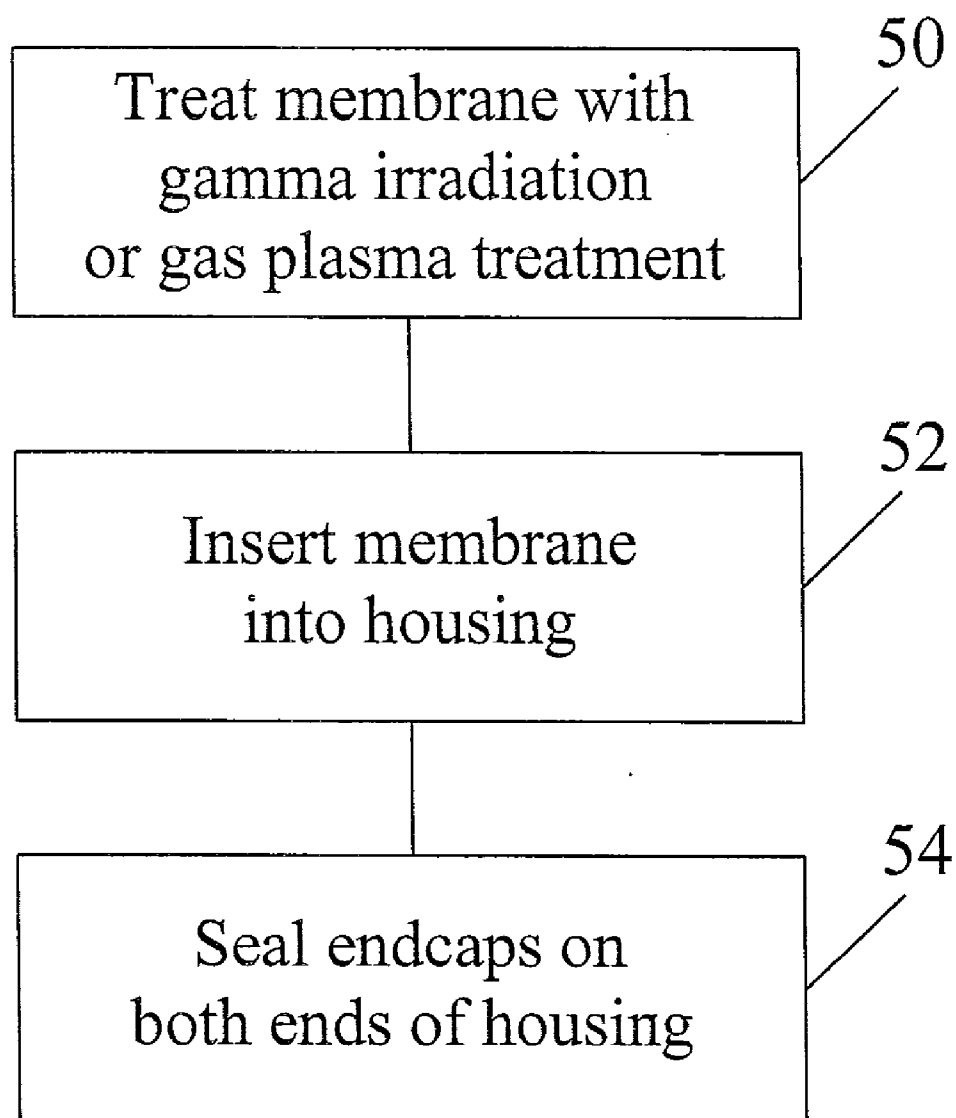 50
Treat membrane with
gamma irradiation
or gas plasma treatment
52
Insert membrane
into housing
54
Seal endcaps on
both ends of housing